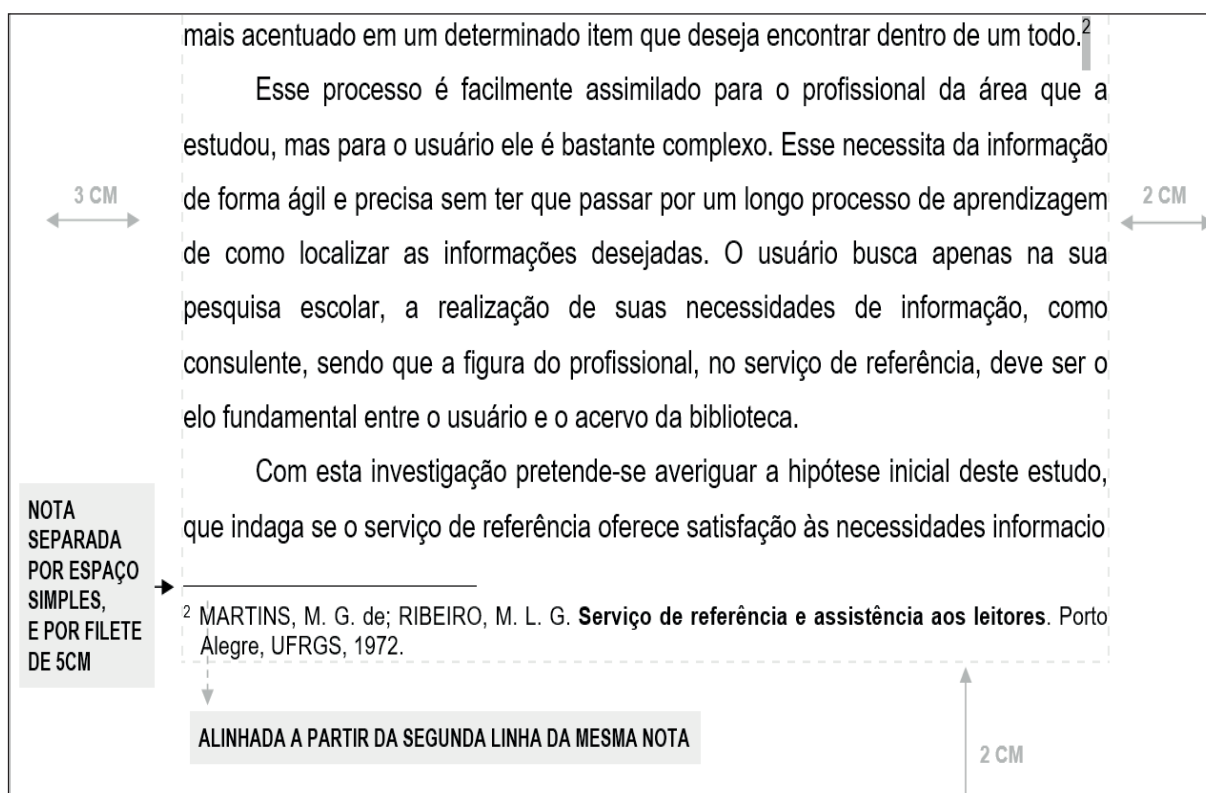 mais acentuado em um determinado item que deseja encontrar dentro de um todo.2
Esse processo é facilmente assimilado para o profissional da área que a
estudou, mas para o usuário ele é bastante complexo. Esse necessita da informação
de forma ágil e precisa sem ter que passar por um longo processo de aprendizagem
de como localizar as informações desejadas. O usuário busca apenas na sua
pesquisa escolar, a realização de suas necessidades de informação, como
consulente, sendo que a figura do profissional, no serviço de referência, deve ser o
elo fundamental entre o usuário e o acervo da biblioteca.
Com esta investigação pretende-se averiguar a hipótese inicial deste estudo,
que indaga se o serviço de referência oferece satisfação às necessidades informacio
3 CM
2 CM
NOTA
SEPARADA
POR ESPAÇO
SIMPLES,
E POR FILETE
DE 5CM
2 MARTINS, M. G. de; RIBEIRO, M. L. G. Serviço de referência e assistência aos leitores. Porto
Alegre, UFRGS, 1972.
ALINHADA A PARTIR DA SEGUNDA LINHA DA MESMA NOTA
2 CM